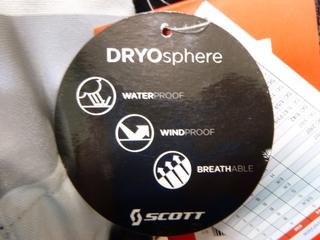 DRYOsphere
WATERPROOF
WINDPROOF
BREATHABLE
SCOTT